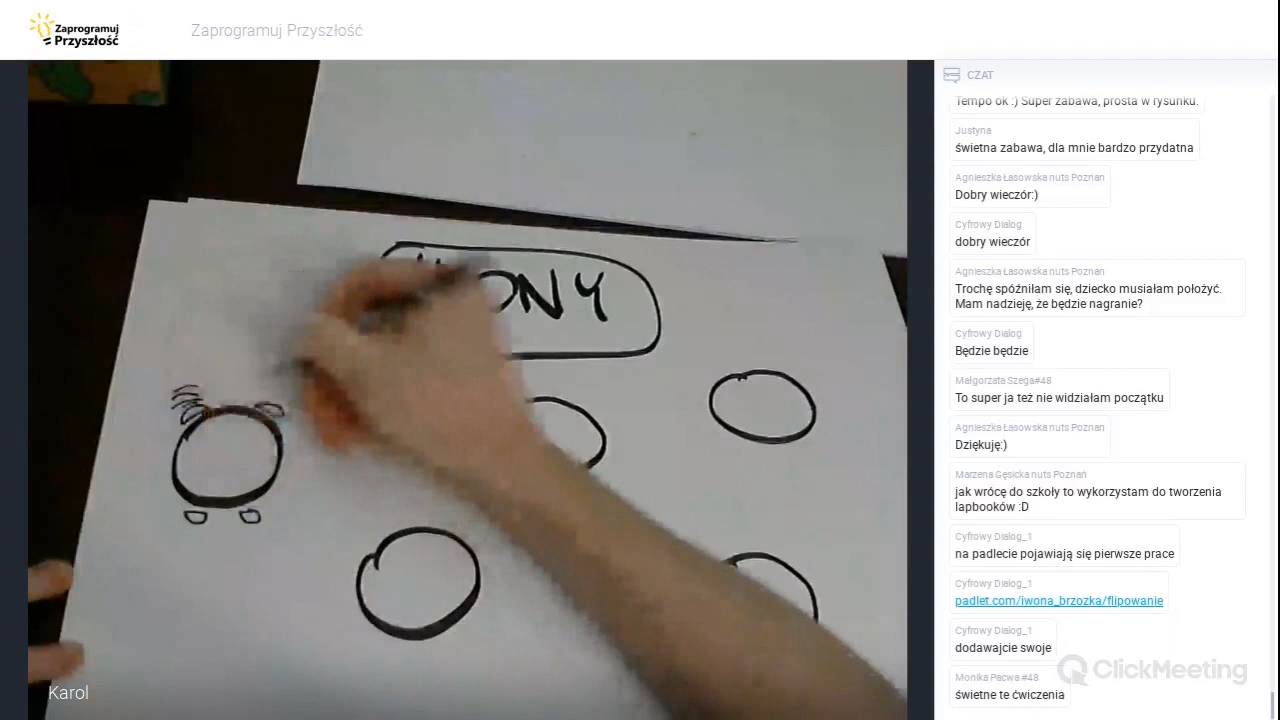 Zaprogramuj
Przyszłość
Zaprogramuj Przyszłość
CZAT
Tempo ok :) Super zabawa, prosta w rysunku.
Justyna
świetna zabawa, dla mnie bardzo przydatna
Agnieszka Łasowska nuts Poznan
Dobry wieczór:)
Cyfrowy Dialog
dobry wieczór
Agnieszka Łasowska nuts Poznan
Trochę spóźniłam się, dziecko musiałam położyć.
Mam nadzieję, że będzie nagranie?
Cyfrowy Dialog
Będzie będzie
Małgorzata Szega#48
To super ja też nie widziałam początku
Agnieszka Łasowska nuts Poznan
Dziękuję:)
Marzena Gęsicka nuts Poznań
jak wrócę do szkoły to wykorzystam do tworzenia
lapbooków :D
Cyfrowy Dialog_1
na padlecie pojawiają się pierwsze prace
Cyfrowy Dialog_1
padlet.com/iwona_brzozka/flipowanie
Cyfrowy Dialog_1
dodawajcie swoje
Monika Pacwa #48
świetne te ćwiczenia
ClickMeeting
Karol